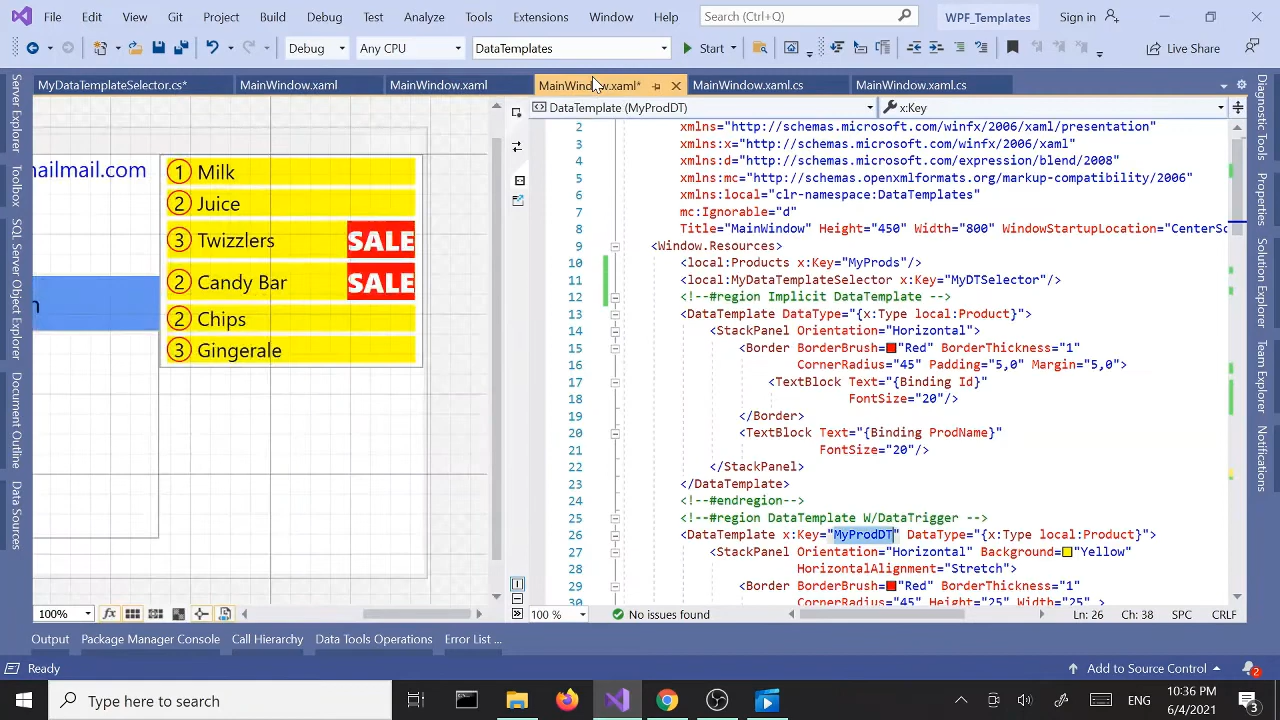 File Edit View Git Project Build Debug Test Analyze Tools Extensions Window Help Search (Ctrl+Q) WPF_Templates Sign in
Debug Any CPU DataTemplates Start Live Share
MyDataTemplateSelector.cs* MainWindow.xaml MainWindow.xaml MainWindow.xaml* MainWindow.xaml.cs MainWindow.xaml.cs
DataTemplate (MyProdDT) x:Key
Server Explorer
Toolbox
SQL Server Object Explorer
Document Outline
Data Sources
ailmail.com
n
1 Milk
2 Juice
3 Twizzlers SALE
2 Candy Bar SALE
2 Chips
3 Gingerale
2 xmlns="http://schemas.microsoft.com/winfx/2006/xaml/presentation"
3 xmlns:x="http://schemas.microsoft.com/winfx/2006/xaml"
4 xmlns:d="http://schemas.microsoft.com/expression/blend/2008"
5 xmlns:mc="http://schemas.openxmlformats.org/markup-compatibility/2006"
6 xmlns:local="clr-namespace:DataTemplates"
7 mc:Ignorable="d"
8 Title="MainWindow" Height="450" Width="800" WindowStartupLocation="CenterSc
9 <Window.Resources>
10 <local:Products x:Key="MyProds"/>
11 <local:MyDataTemplateSelector x:Key="MyDTSelector"/>
12 <!--#region Implicit DataTemplate -->
13 <DataTemplate DataType="{x:Type local:Product}">
14 <StackPanel Orientation="Horizontal">
15 <Border BorderBrush="Red" BorderThickness="1"
16 CornerRadius="45" Padding="5,0" Margin="5,0">
17 <TextBlock Text="{Binding Id}"
18 FontSize="20"/>
19 </Border>
20 <TextBlock Text="{Binding ProdName}"
21 FontSize="20"/>
22 </StackPanel>
23 </DataTemplate>
24 <!--#endregion-->
25 <!--#region DataTemplate W/DataTrigger -->
26 <DataTemplate x:Key="MyProdDT" DataType="{x:Type local:Product}">
27 <StackPanel Orientation="Horizontal" Background="Yellow"
28 HorizontalAlignment="Stretch">
29 <Border BorderBrush="Red" BorderThickness="1"
30 CornerRadius="45" Height="25" Width="25"
Diagnostic Tools
Properties
Solution Explorer
Team Explorer
Notifications
100% fx 100 % No issues found Ln: 26 Ch: 38 SPC CRLF
Output Package Manager Console Call Hierarchy Data Tools Operations Error List ...
Ready Add to Source Control 2
Type here to search ENG
6/4/2021 3